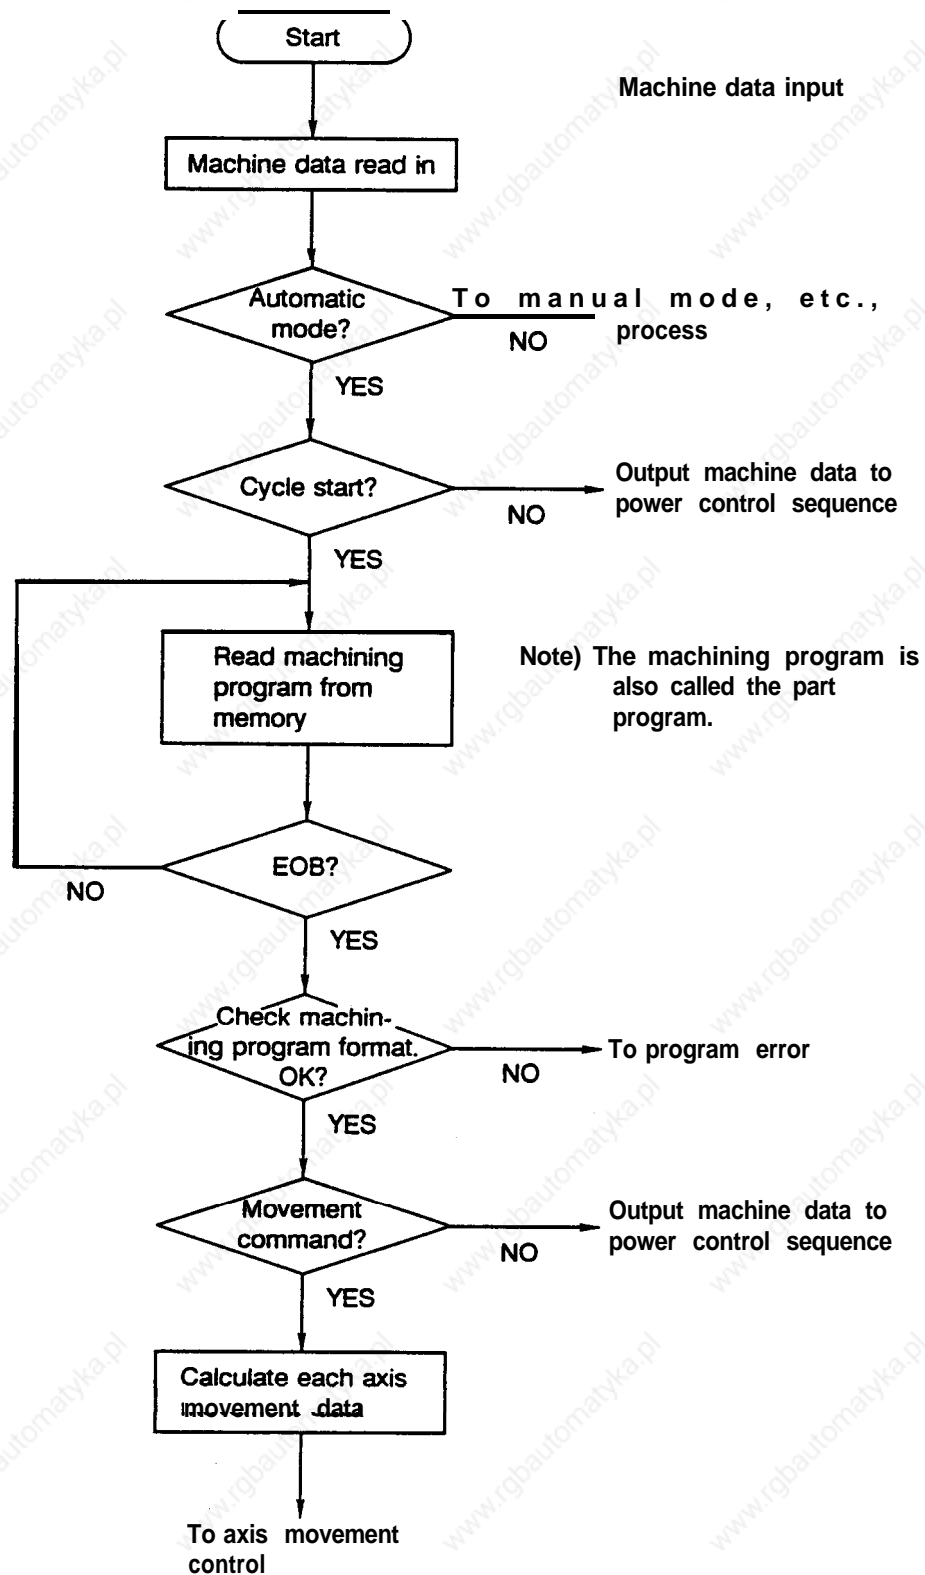 Start
Machine data input
Machine data read in
Automatic
mode?
To manual mode, etc.,
process
NO
YES
Cycle start?
Output machine data to
power control sequence
NO
YES
Read machining
program from
memory
Note) The machining program is
also called the part
program.
EOB?
NO
YES
Check machin-
ing program format.
OK?
To program error
NO
YES
Movement
command?
Output machine data to
power control sequence
NO
YES
Calculate each axis
movement data
To axis movement
control
www.rgbautomatyka.pl